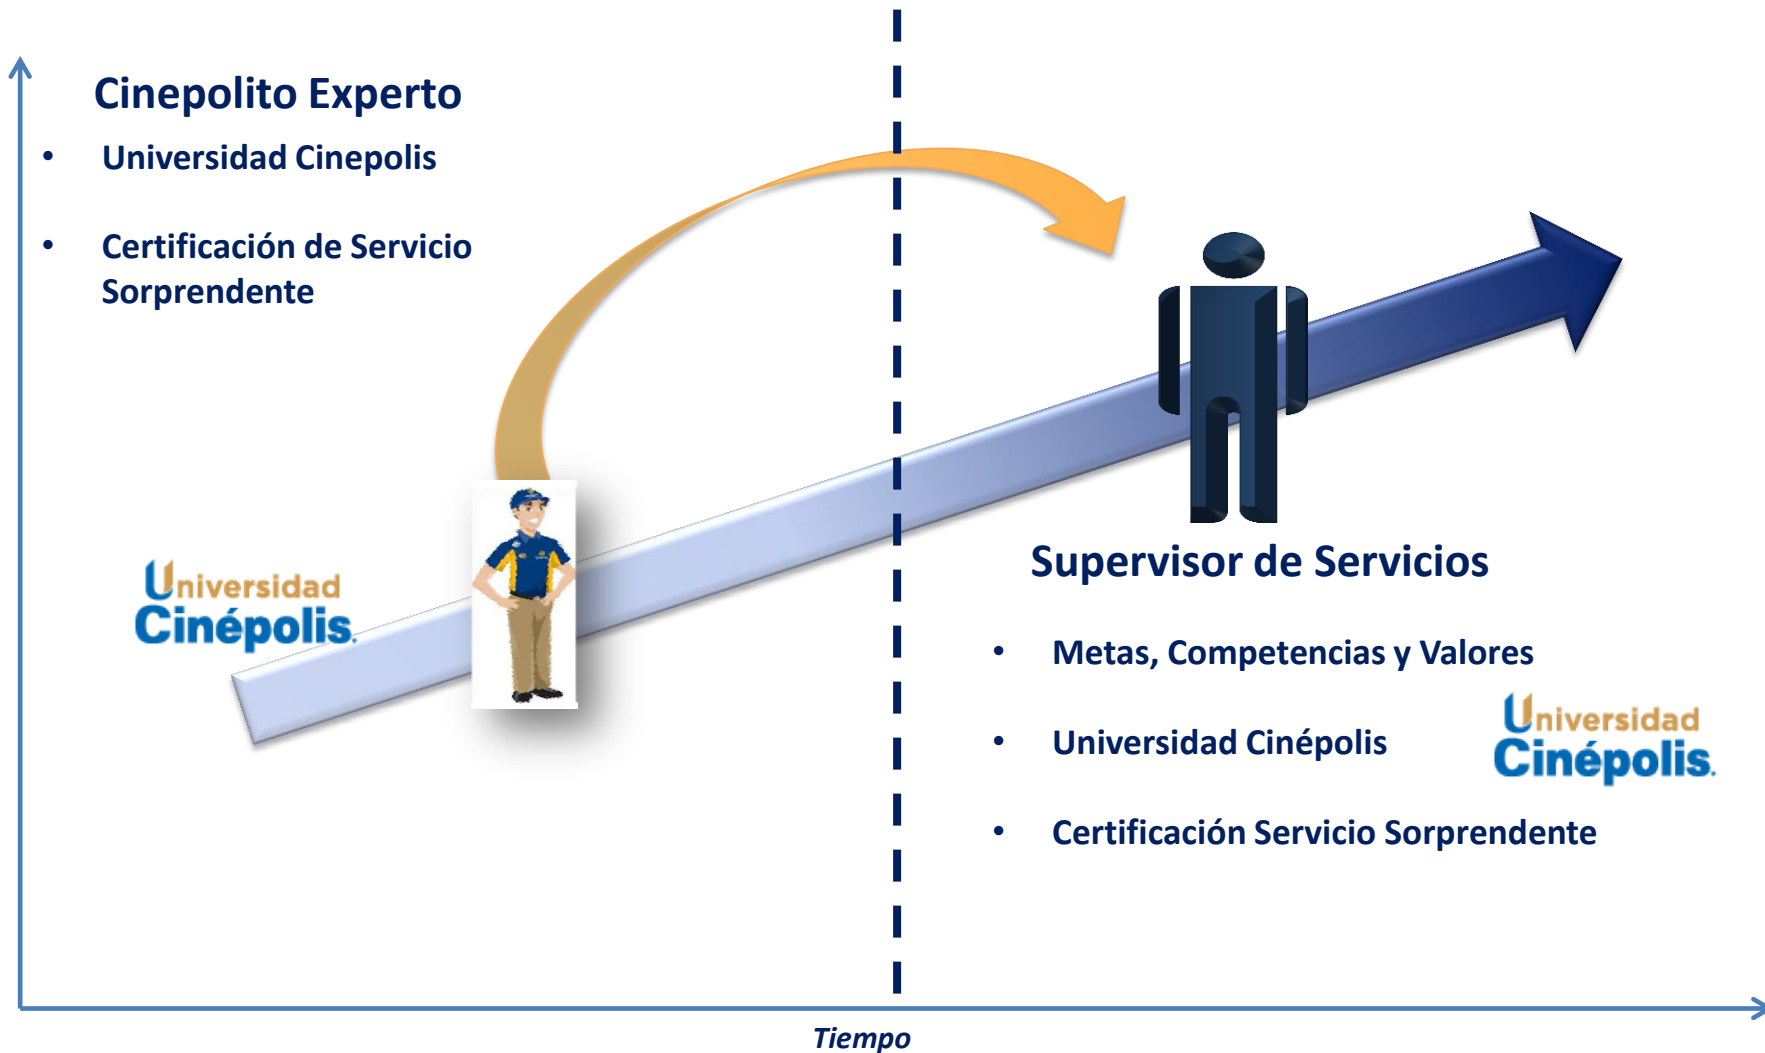 Cinepolito Experto
• Universidad Cinepolis
• Certificación de Servicio
Sorprendente
Universidad
Cinépolis.
Supervisor de Servicios
• Metas, Competencias y Valores
• Universidad Cinépolis
• Certificación Servicio Sorprendente
Universidad
Cinépolis.
Tiempo